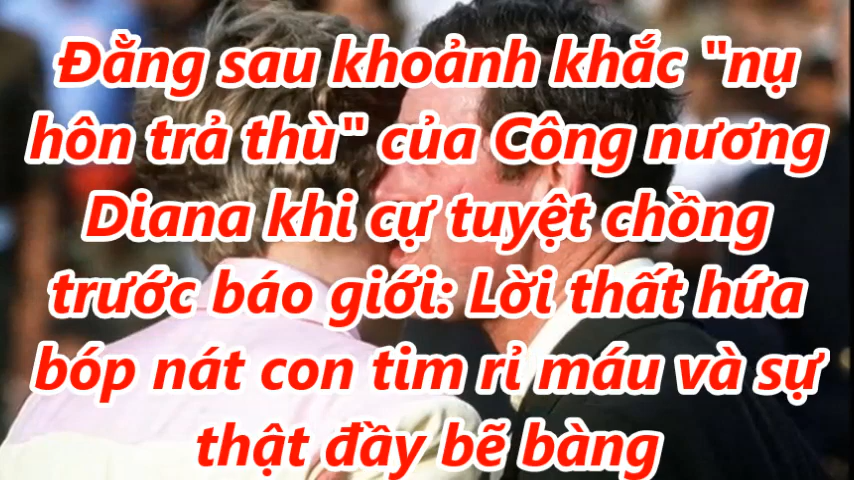 Đằng sau khoảnh khắc "nụ
hôn trả thù" của Công nương
Diana khi cự tuyệt chồng
trước báo giới: Lời thất hứa
bóp nát con tim rỉ máu và sự
thật đầy bẽ bàng